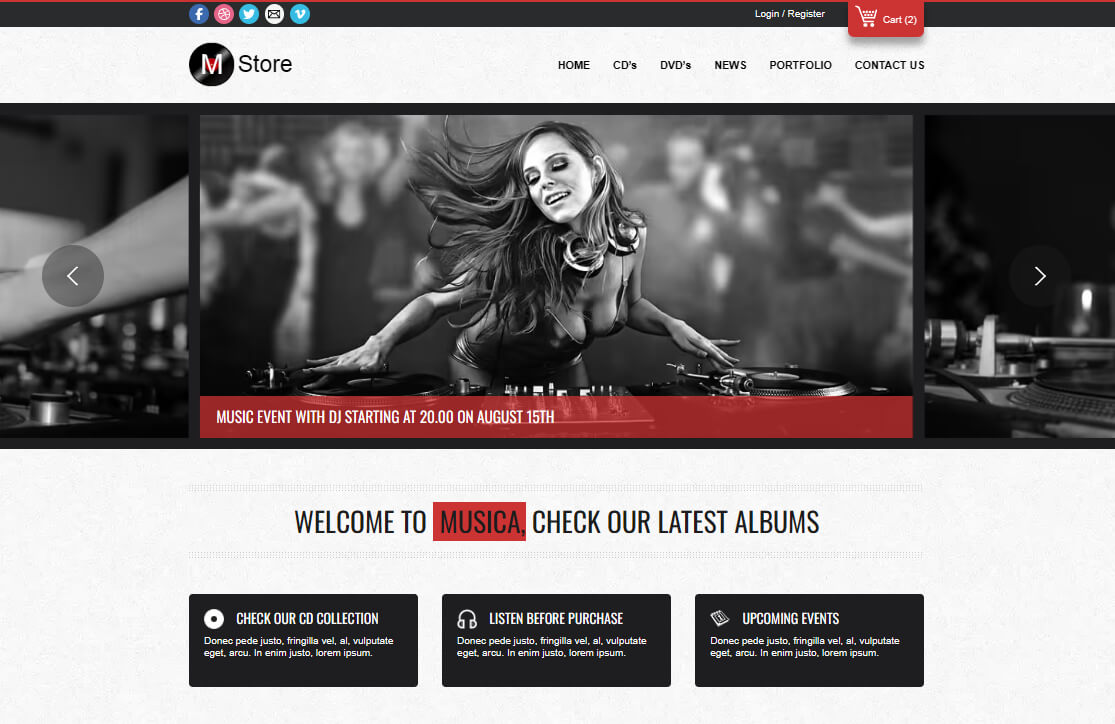 Login / Register
Cart (2)
M Store
HOME CD's DVD's NEWS PORTFOLIO CONTACT US
MUSIC EVENT WITH DJ STARTING AT 20.00 ON AUGUST 15TH
WELCOME TO MUSICA, CHECK OUR LATEST ALBUMS
CHECK OUR CD COLLECTION
Donec pede justo, fringilla vel, al, vulputate
eget, arcu. In enim justo, lorem ipsum.
LISTEN BEFORE PURCHASE
Donec pede justo, fringilla vel, al, vulputate
eget, arcu. In enim justo, lorem ipsum.
UPCOMING EVENTS
Donec pede justo, fringilla vel, al, vulputate
eget, arcu. In enim justo, lorem ipsum.